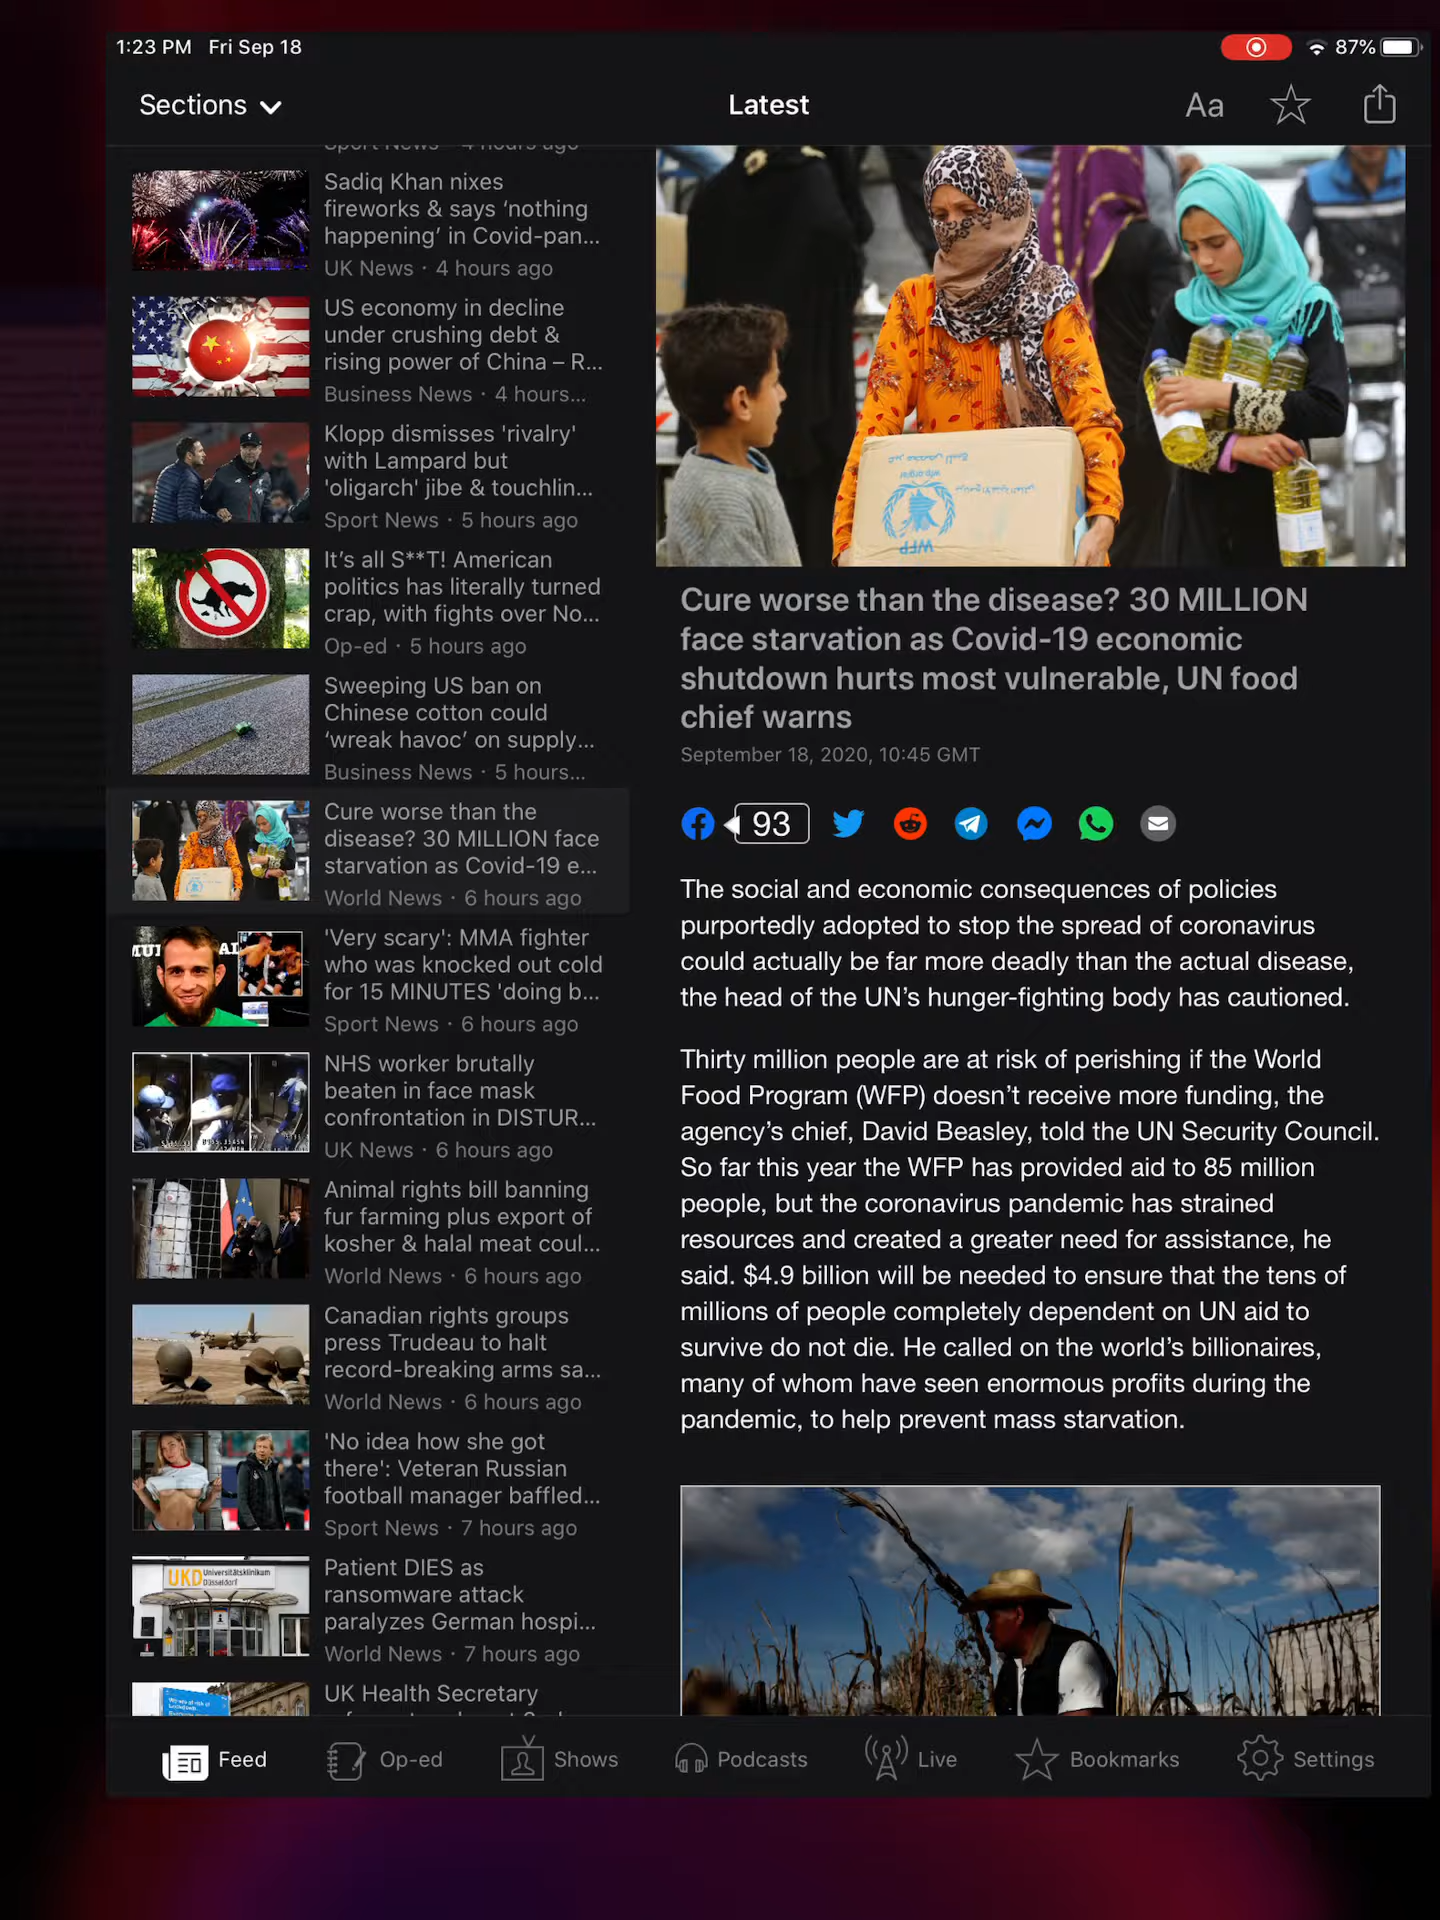 1:23 PM Fri Sep 18
87%
Sections
Latest
Aa
Sport News · 4 hours ago
Sadiq Khan nixes
fireworks & says ‘nothing
happening’ in Covid-pan...
UK News · 4 hours ago
US economy in decline
under crushing debt &
rising power of China – R...
Business News · 4 hours...
Klopp dismisses 'rivalry'
with Lampard but
'oligarch' jibe & touchlin...
Sport News · 5 hours ago
It’s all S**T! American
politics has literally turned
crap, with fights over No...
Op-ed · 5 hours ago
Sweeping US ban on
Chinese cotton could
‘wreak havoc’ on supply...
Business News · 5 hours...
Cure worse than the
disease? 30 MILLION face
starvation as Covid-19 e...
World News · 6 hours ago
'Very scary': MMA fighter
who was knocked out cold
for 15 MINUTES 'doing b...
Sport News · 6 hours ago
NHS worker brutally
beaten in face mask
confrontation in DISTUR...
UK News · 6 hours ago
Animal rights bill banning
fur farming plus export of
kosher & halal meat coul...
World News · 6 hours ago
Canadian rights groups
press Trudeau to halt
record-breaking arms sa...
World News · 6 hours ago
'No idea how she got
there': Veteran Russian
football manager baffled...
Sport News · 7 hours ago
UKD Universitätsklinikum
Düsseldorf
Patient DIES as
ransomware attack
paralyzes German hospi...
World News · 7 hours ago
UK Health Secretary
wfp.org/ar
WFP
Cure worse than the disease? 30 MILLION
face starvation as Covid-19 economic
shutdown hurts most vulnerable, UN food
chief warns
September 18, 2020, 10:45 GMT
93
The social and economic consequences of policies
purportedly adopted to stop the spread of coronavirus
could actually be far more deadly than the actual disease,
the head of the UN’s hunger-fighting body has cautioned.
Thirty million people are at risk of perishing if the World
Food Program (WFP) doesn’t receive more funding, the
agency’s chief, David Beasley, told the UN Security Council.
So far this year the WFP has provided aid to 85 million
people, but the coronavirus pandemic has strained
resources and created a greater need for assistance, he
said. $4.9 billion will be needed to ensure that the tens of
millions of people completely dependent on UN aid to
survive do not die. He called on the world’s billionaires,
many of whom have seen enormous profits during the
pandemic, to help prevent mass starvation.
Feed
Op-ed
Shows
Podcasts
Live
Bookmarks
Settings